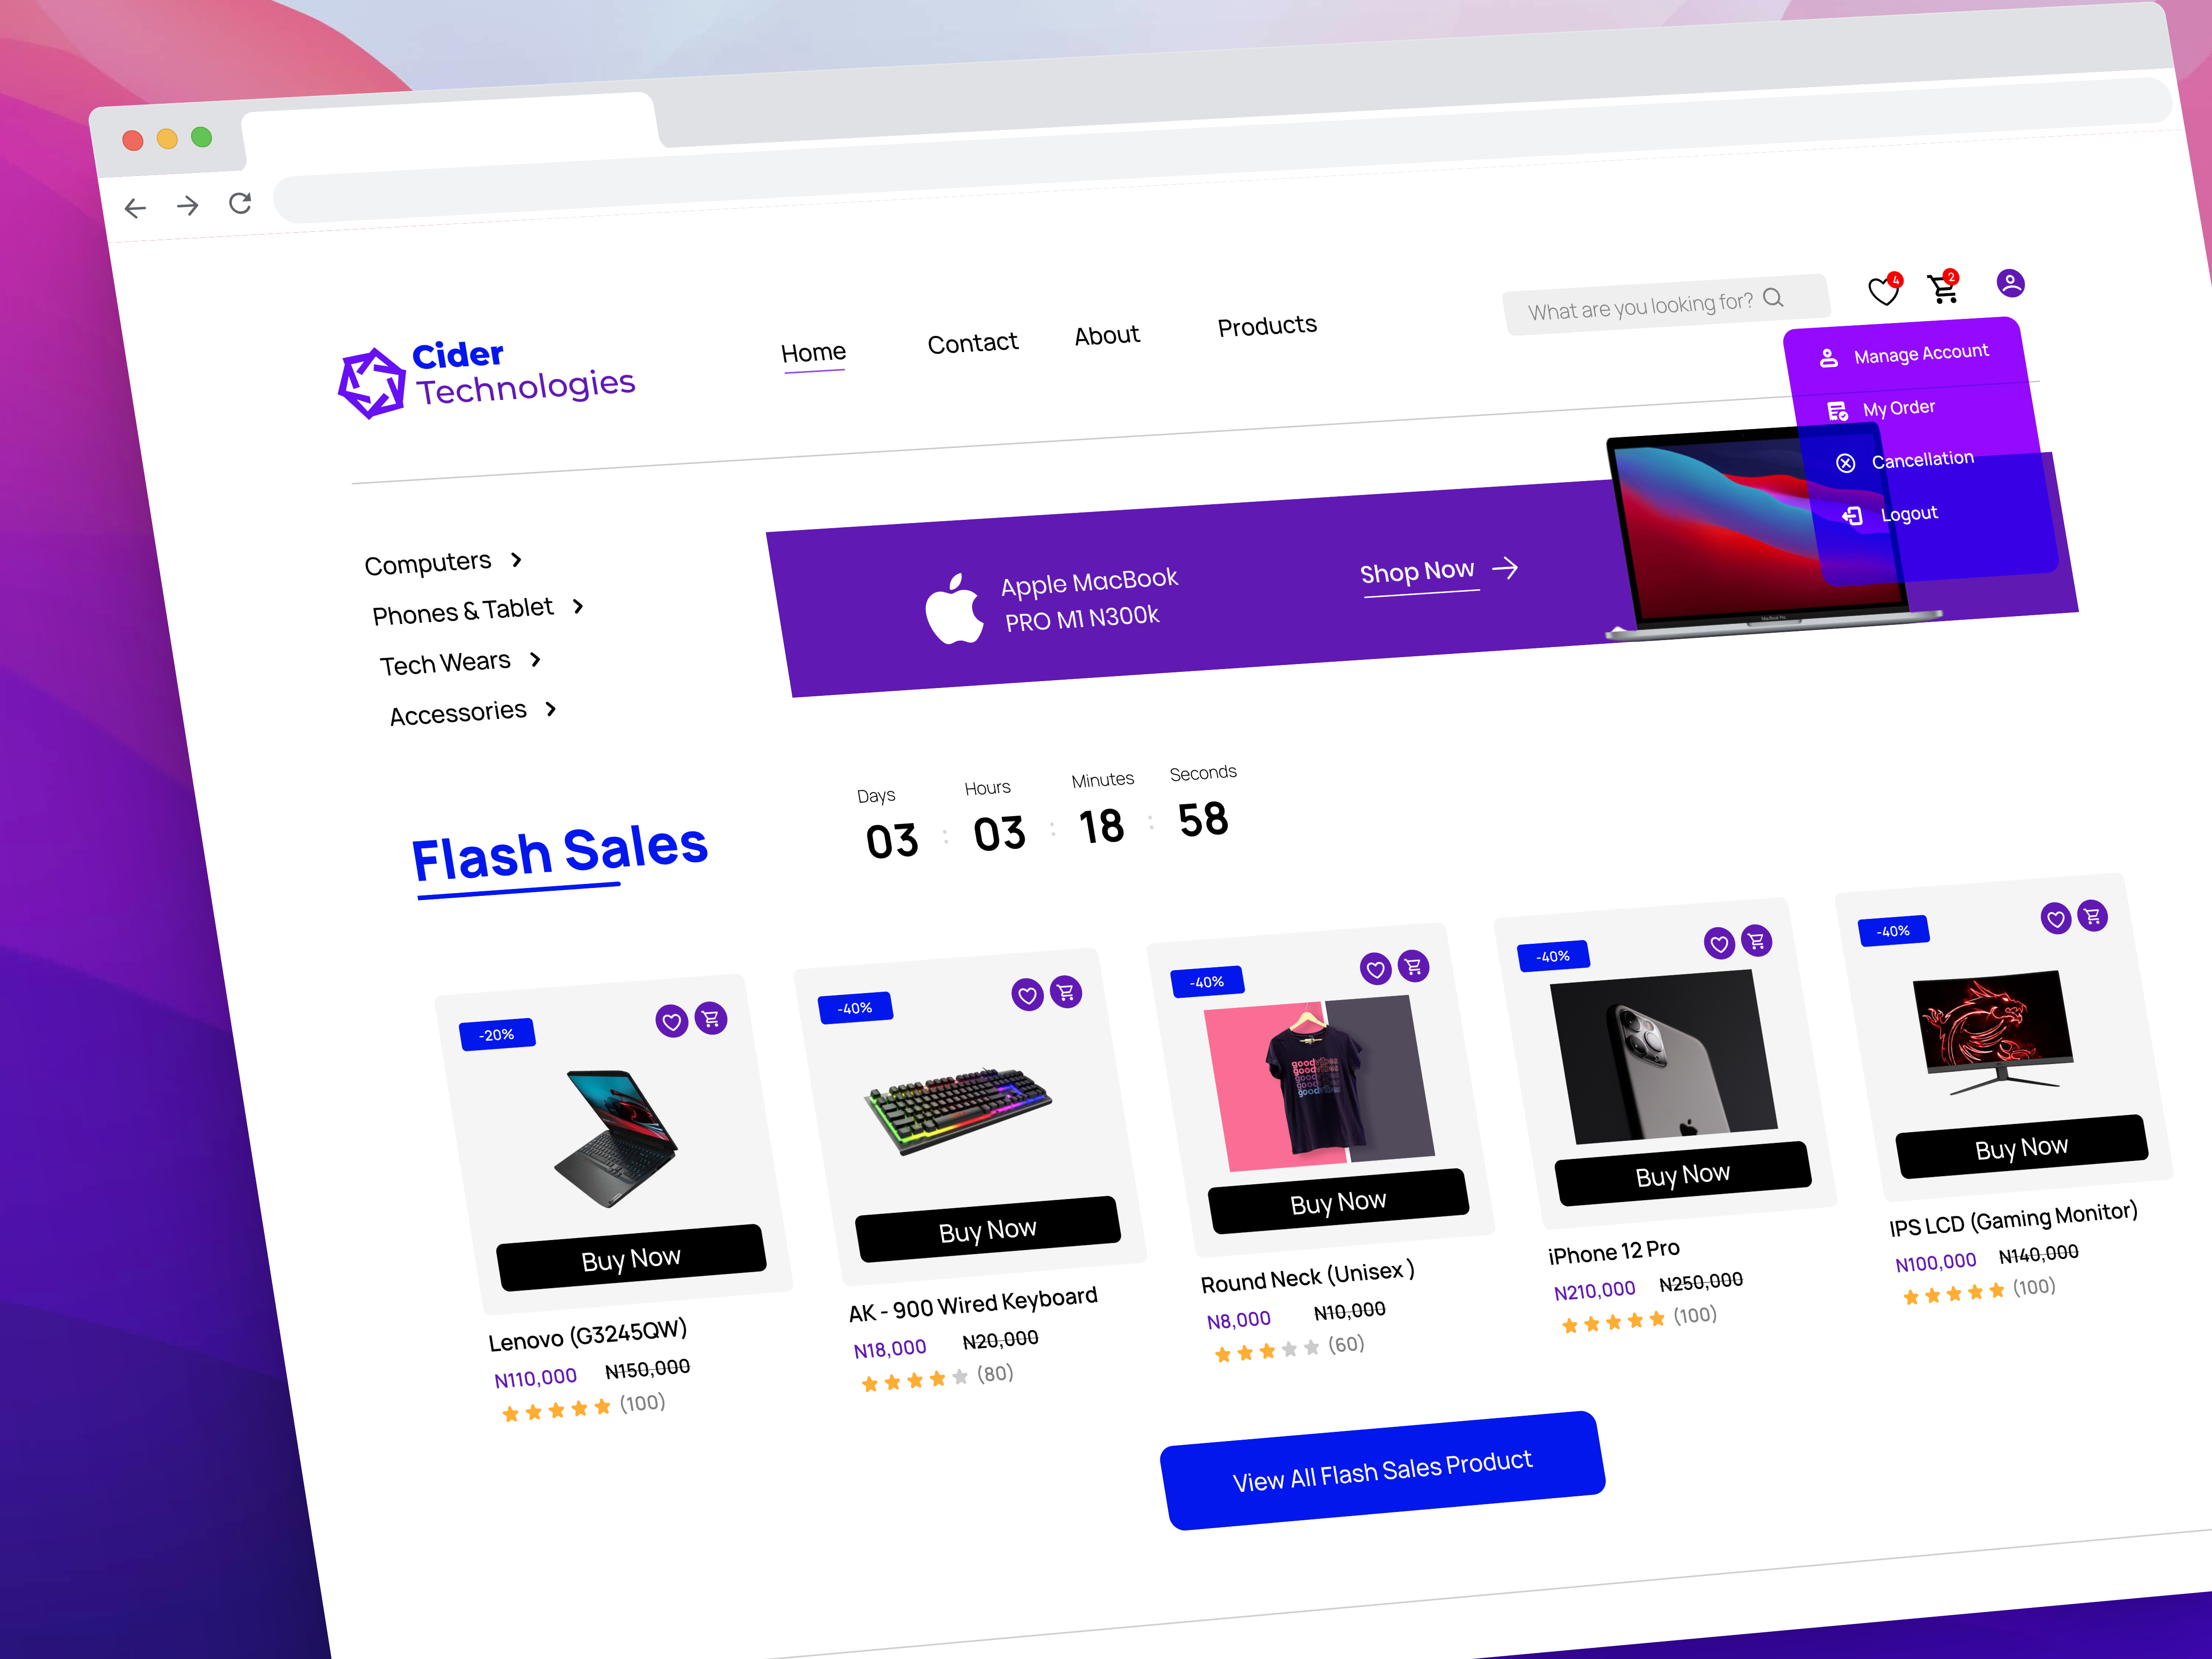 Cider
Technologies
Home
Contact
About
Products
What are you looking for?
4
2
Manage Account
My Order
Cancellation
Logout
Computers
Phones & Tablet
Tech Wears
Accessories
Apple MacBook
PRO M1 N300k
Shop Now
Flash Sales
Days
Hours
Minutes
Seconds
03 : 03 : 18 : 58
-20%
Buy Now
Lenovo (G3245QW)
N110,000 N150,000
(100)
-40%
Buy Now
AK - 900 Wired Keyboard
N18,000 N20,000
(80)
-40%
goodvibes
goodvibes
goodvibes
goodvibes
goodvibes
Buy Now
Round Neck (Unisex )
N8,000 N10,000
(60)
-40%
Buy Now
iPhone 12 Pro
N210,000 N250,000
(100)
-40%
Buy Now
IPS LCD (Gaming Monitor)
N100,000 N140,000
(100)
View All Flash Sales Product